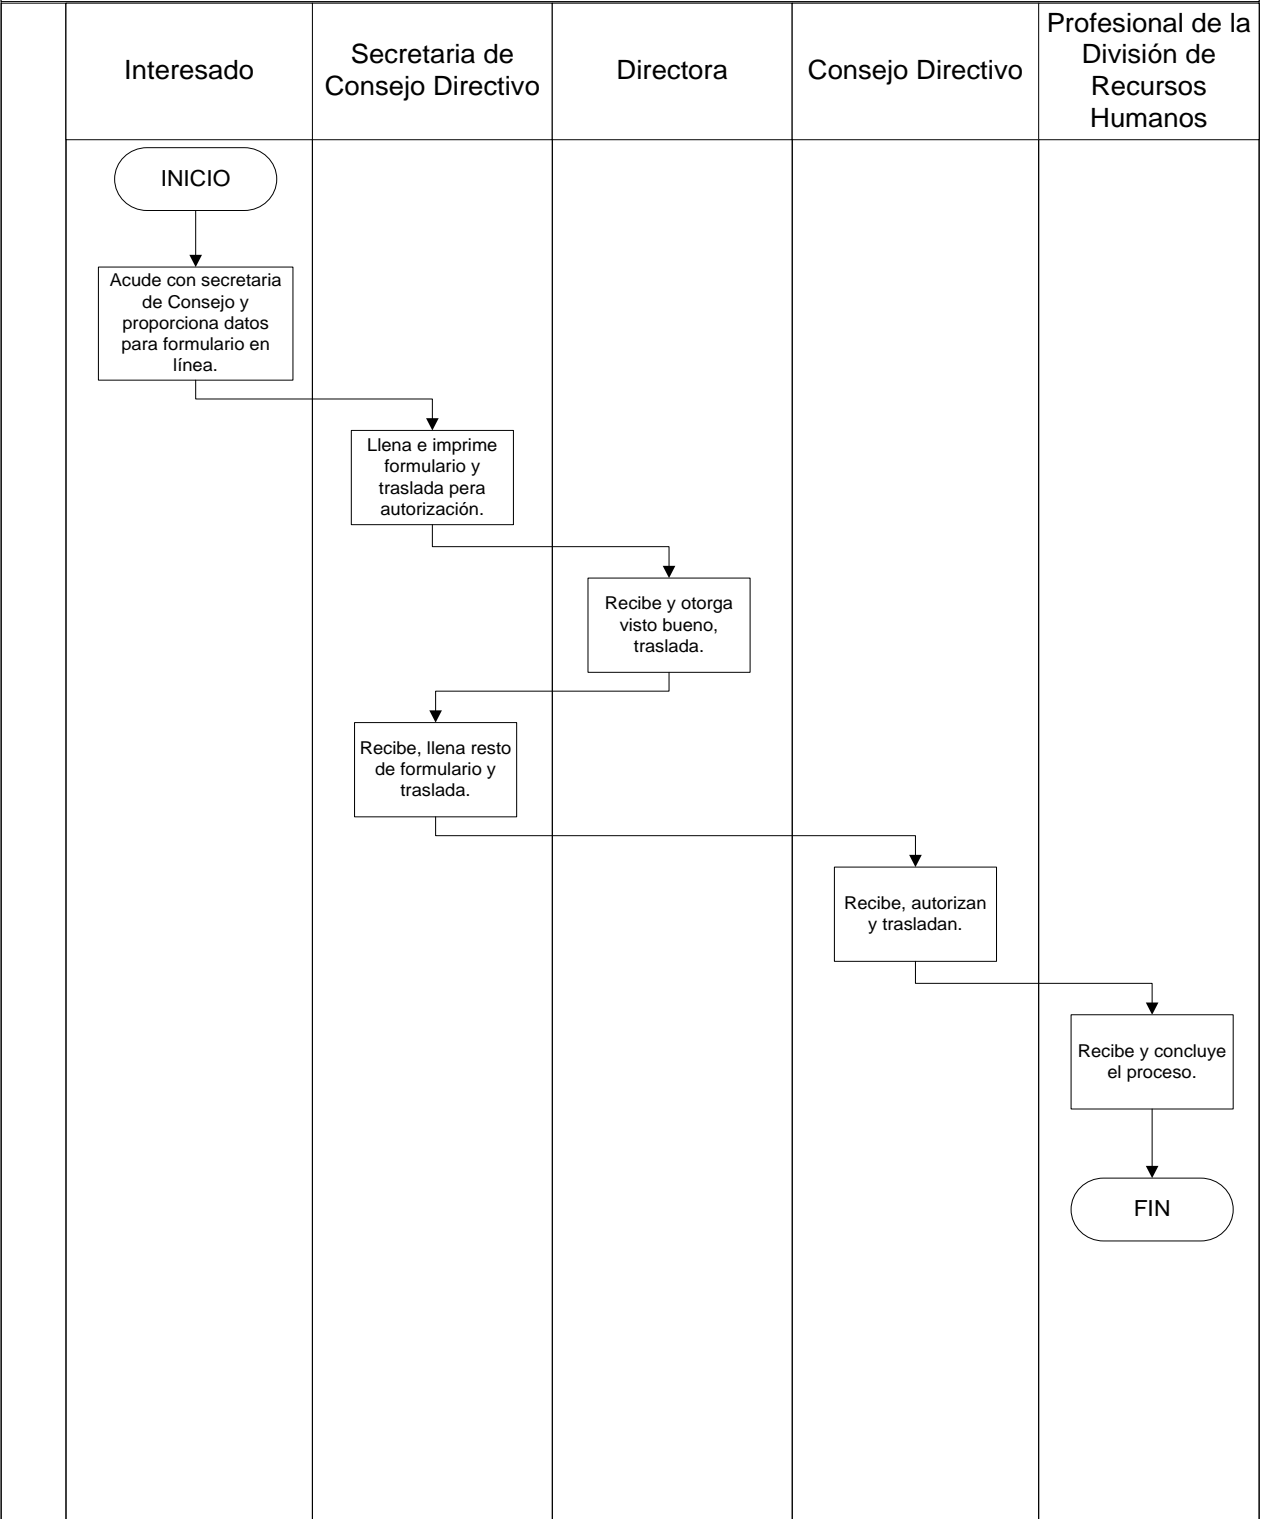 Interesado
Secretaria de
Consejo Directivo
Directora
Consejo Directivo
Profesional de la
División de
Recursos
Humanos
INICIO
Acude con secretaria
de Consejo y
proporciona datos
para formulario en
línea.
Llena e imprime
formulario y
traslada pera
autorización.
Recibe y otorga
visto bueno,
traslada.
Recibe, llena resto
de formulario y
traslada.
Recibe, autorizan
y trasladan.
Recibe y concluye
el proceso.
FIN